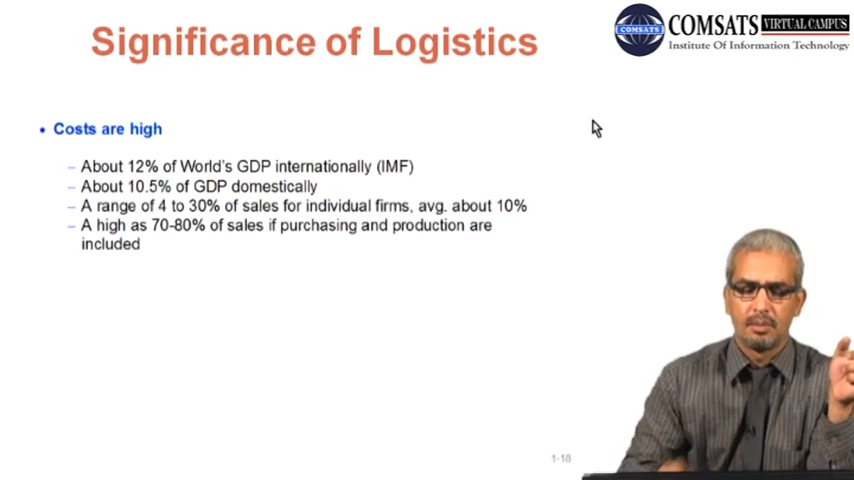 Significance of Logistics
COMSATS
COMSATS VIRTUAL CAMPUS
Institute Of Information Technology
• Costs are high
– About 12% of World's GDP internationally (IMF)
– About 10.5% of GDP domestically
– A range of 4 to 30% of sales for individual firms, avg. about 10%
– A high as 70-80% of sales if purchasing and production are
included
1-18